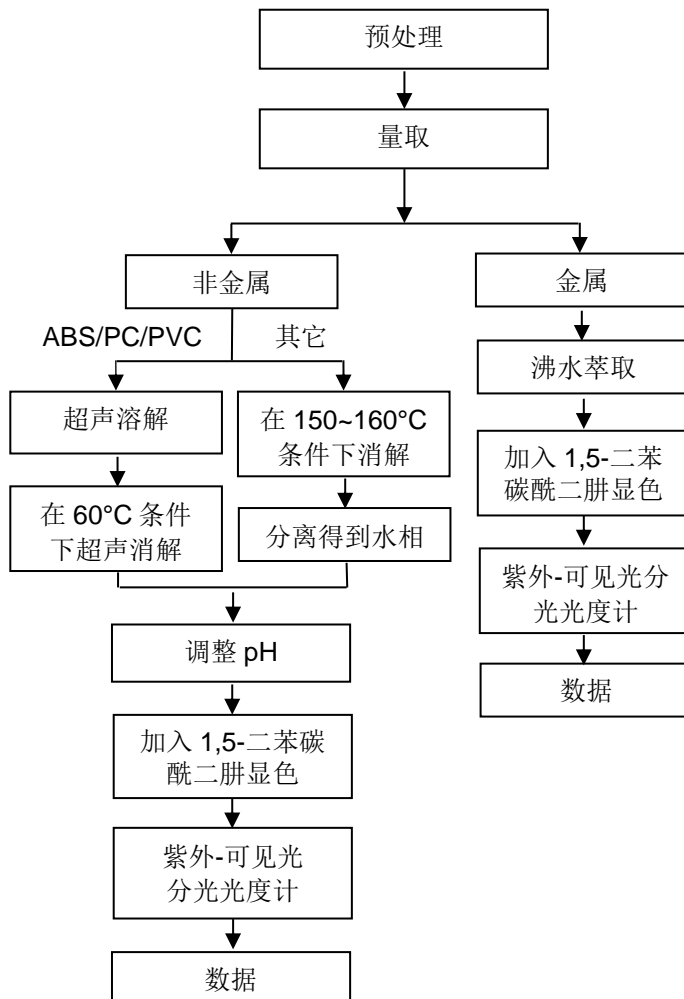 预处理
量取
非金属
金属
ABS/PC/PVC
其它
沸水萃取
超声溶解
在 150~160°C
条件下消解
加入 1,5-二苯
碳酰二肼显色
在 60°C 条件
下超声消解
分离得到水相
紫外-可见光分
光光度计
调整 pH
数据
加入 1,5-二苯碳
酰二肼显色
紫外-可见光
分光光度计
数据